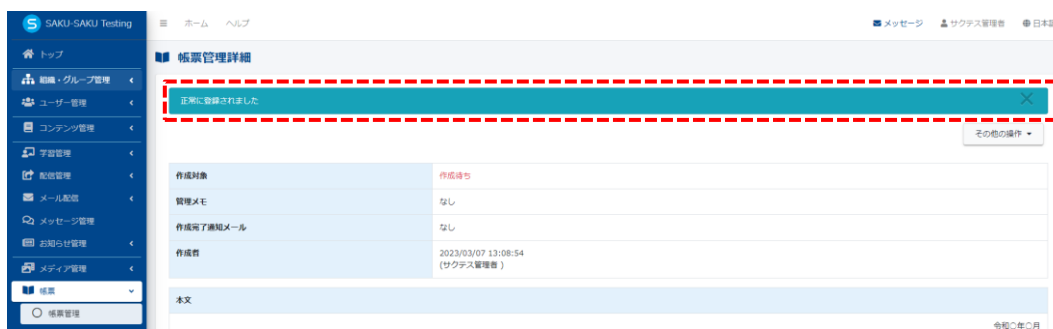 S SAKU-SAKU Testing
ホーム ヘルプ
メッセージ サクテス管理者 日本語
トップ
組織・グループ管理
ユーザー管理
コンテンツ管理
学習管理
配信管理
メール配信
メッセージ管理
お知らせ管理
メディア管理
帳票
帳票管理
帳票管理詳細
正常に登録されました
その他の操作
作成対象 作成待ち
管理メモ なし
作成完了通知メール なし
作成者 2023/03/07 13:08:54
(サクテス管理者 )
本文
令和〇年〇月